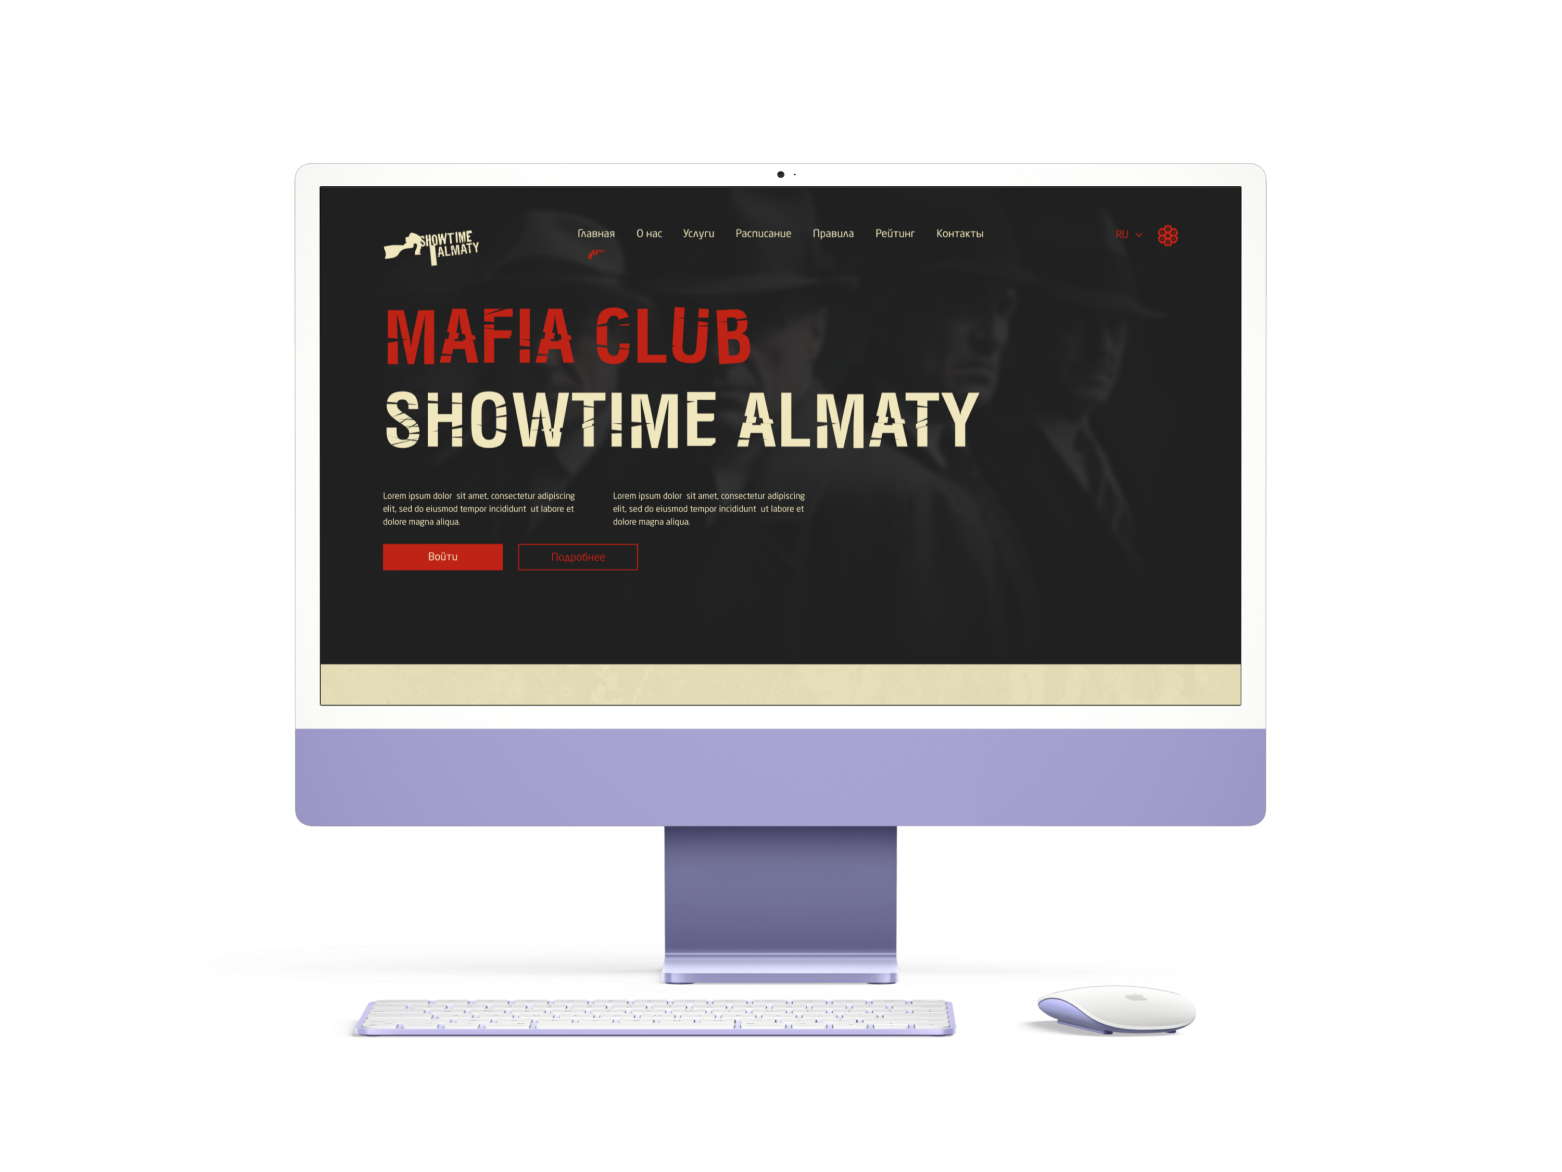 SHOWTIME
ALMATY
Главная О нас Услуги Расписание Правила Рейтинг Контакты
RU
MAFIA CLUB
SHOWTIME ALMATY
Lorem ipsum dolor sit amet, consectetur adipiscing
elit, sed do eiusmod tempor incididunt ut labore et
dolore magna aliqua.
Lorem ipsum dolor sit amet, consectetur adipiscing
elit, sed do eiusmod tempor incididunt ut labore et
dolore magna aliqua.
Войти
Подробнее